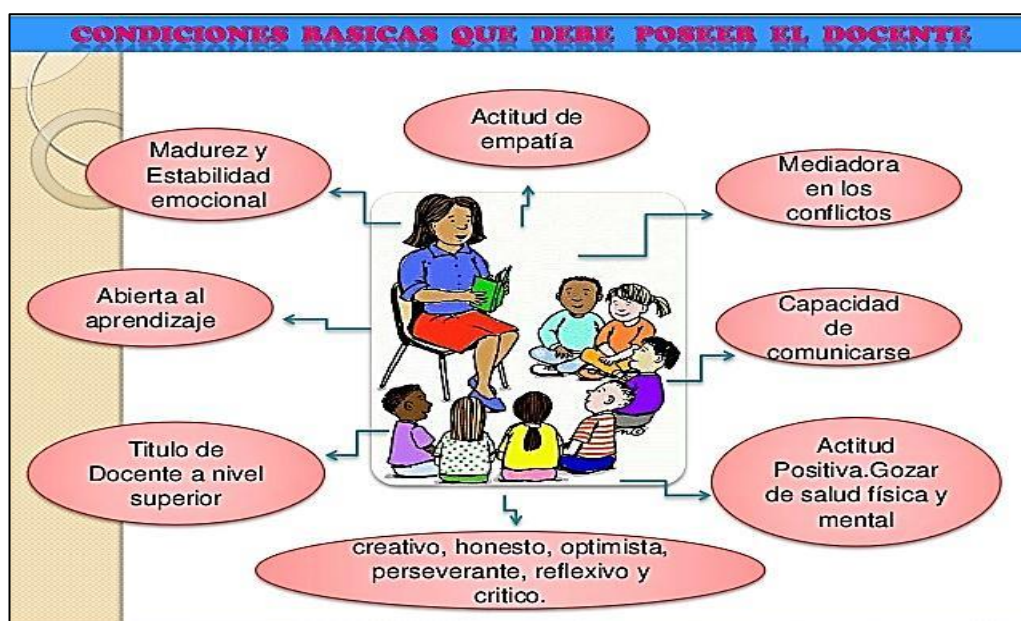 CONDICIONES BASICAS QUE DEBE POSEER EL DOCENTE
Actitud de
empatía
Madurez y
Estabilidad
emocional
Mediadora
en los
conflictos
Abierta al
aprendizaje
Capacidad
de
comunicarse
Titulo de
Docente a nivel
superior
Actitud
Positiva.Gozar
de salud física y
mental
creativo, honesto, optimista,
perseverante, reflexivo y
critico.